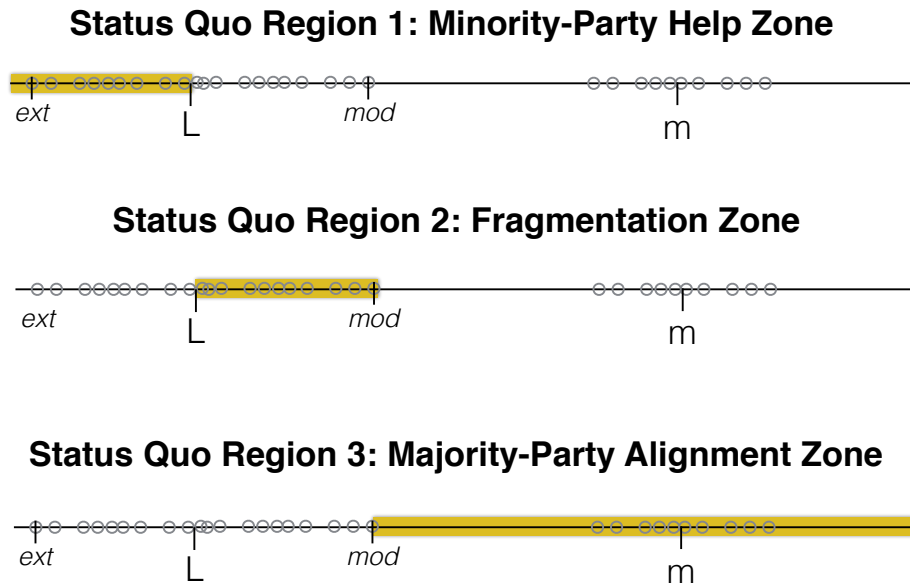 Status Quo Region 1: Minority-Party Help Zone
ext L mod m
Status Quo Region 2: Fragmentation Zone
ext L mod m
Status Quo Region 3: Majority-Party Alignment Zone
ext L mod m